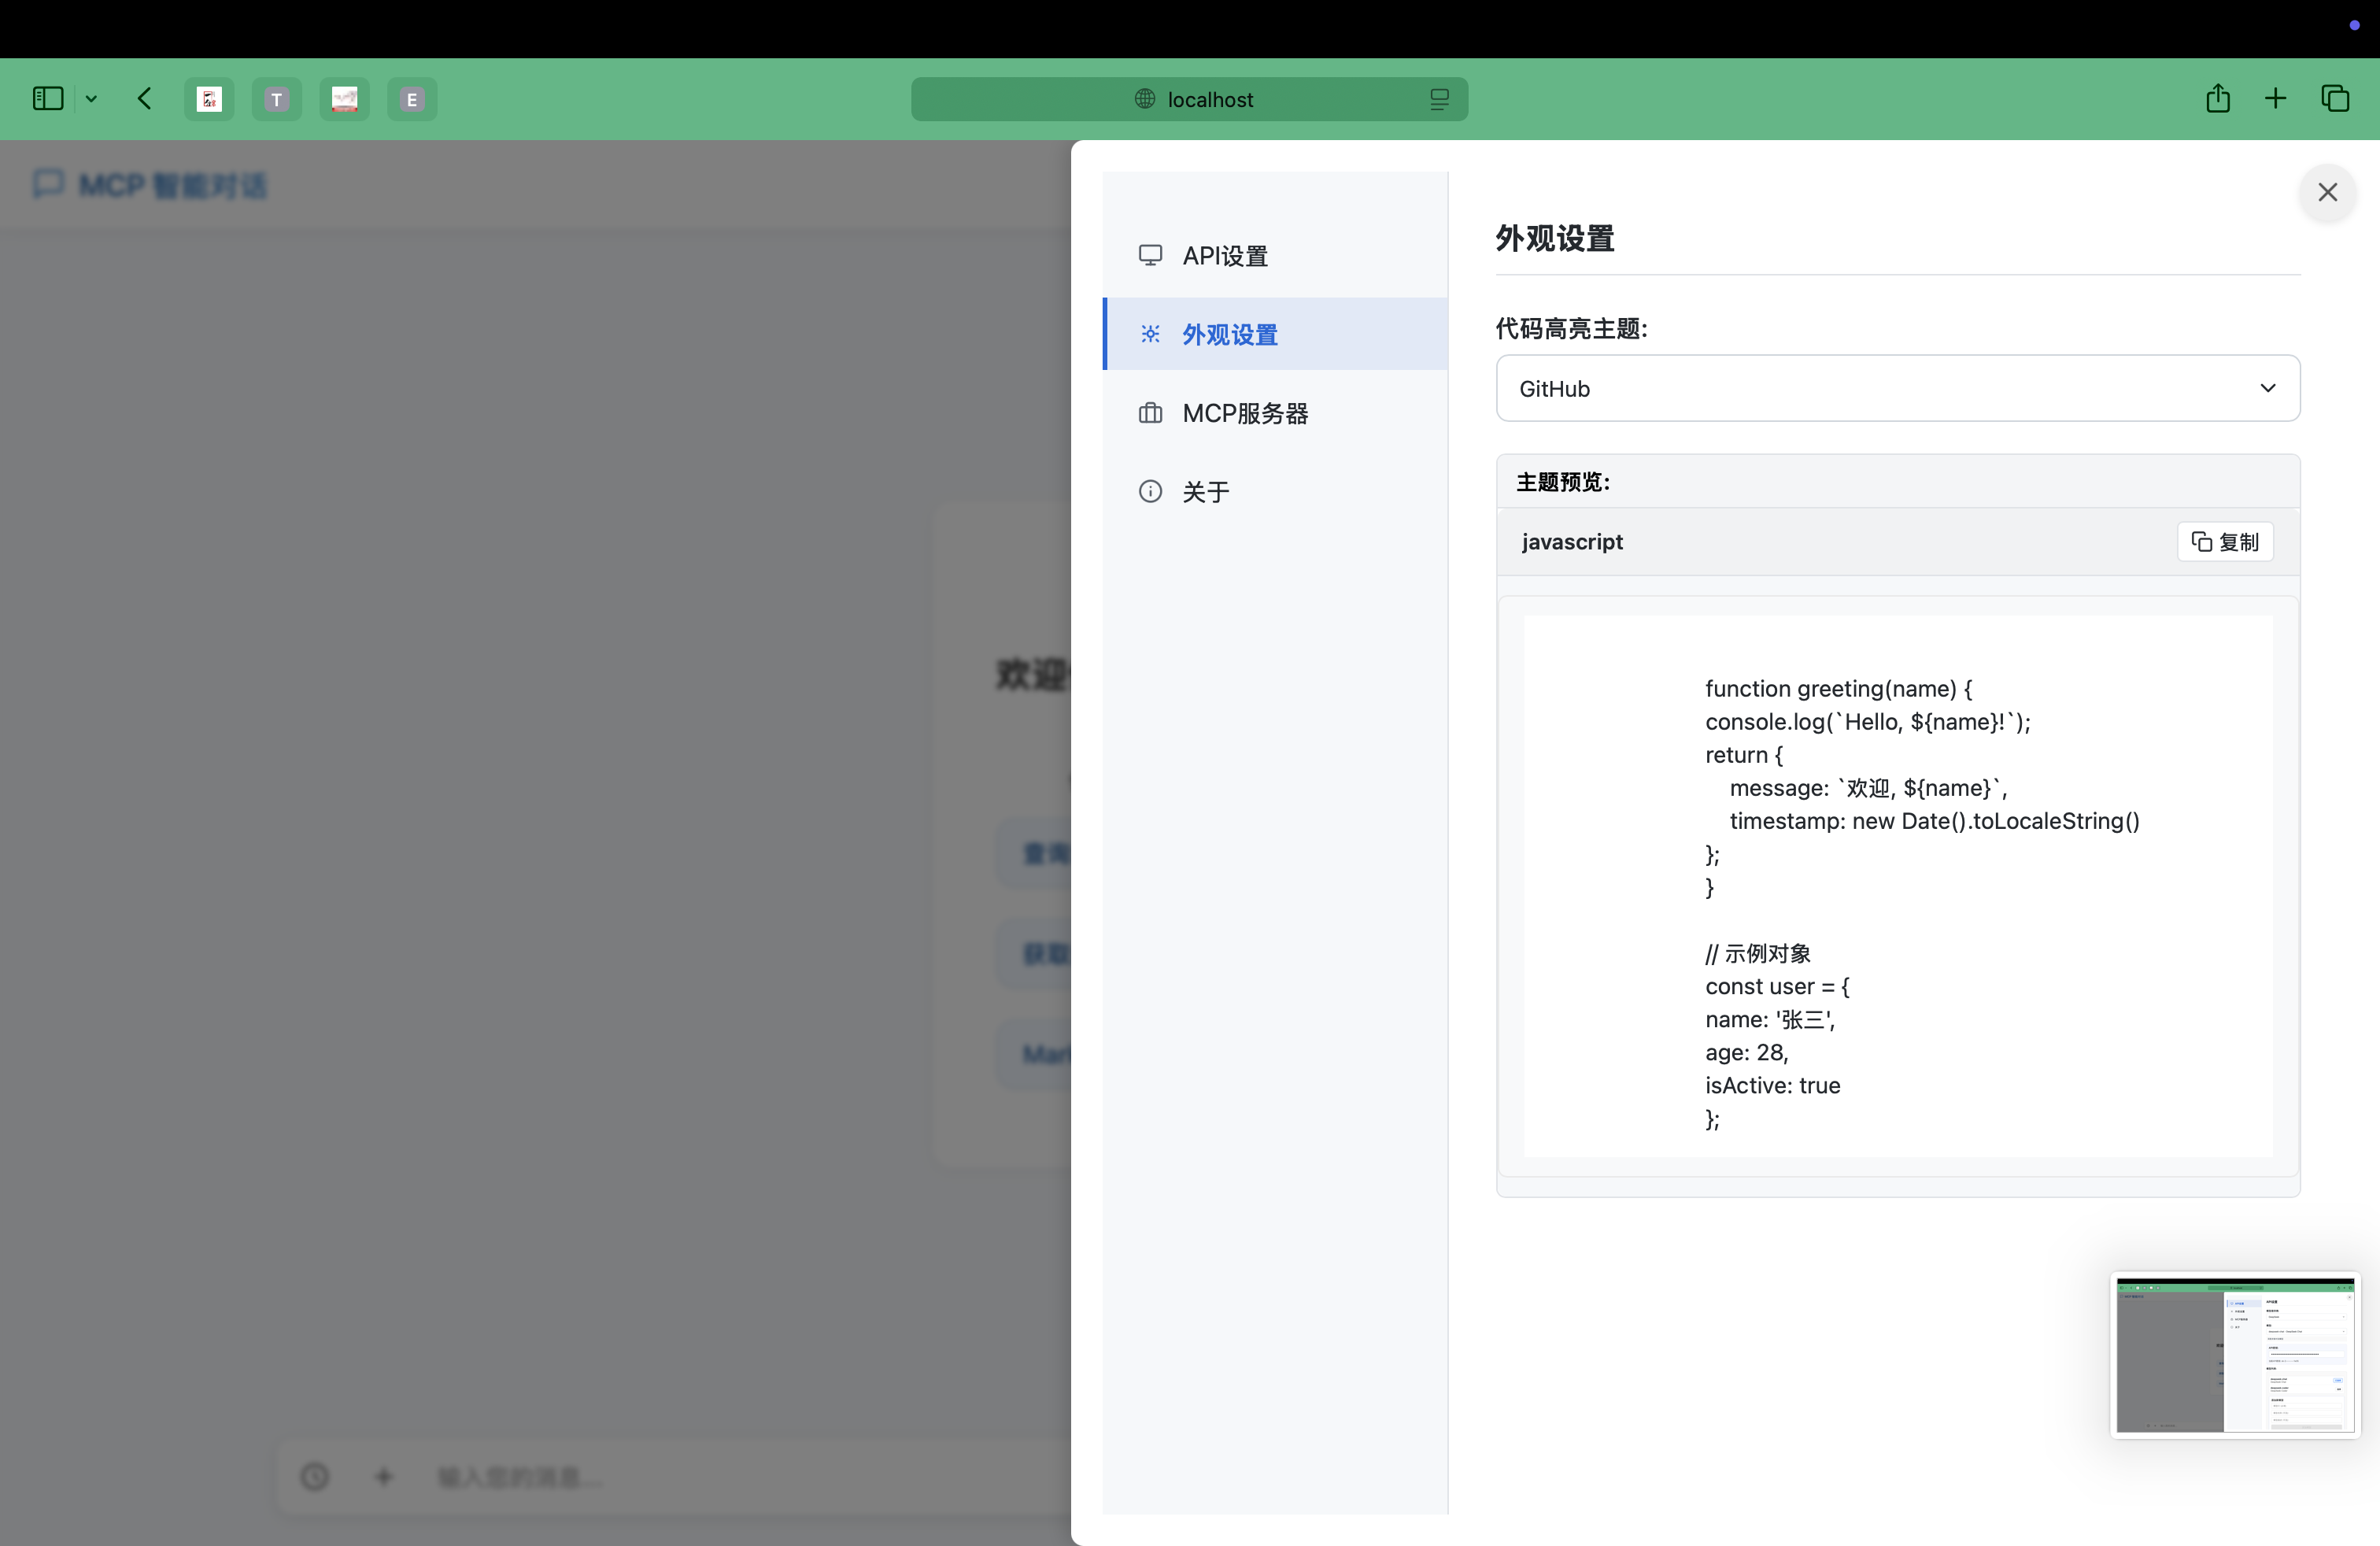 T
E
localhost
MCP 智能对话
欢迎
查询
获取
输入您的消息...
API设置
外观设置
MCP服务器
关于
外观设置
代码高亮主题:
GitHub
主题预览:
javascript
复制
function greeting(name) {
console.log(`Hello, ${name}!`);
return {
    message: `欢迎, ${name}`,
    timestamp: new Date().toLocaleString()
};
}

// 示例对象
const user = {
name: '张三',
age: 28,
isActive: true
};